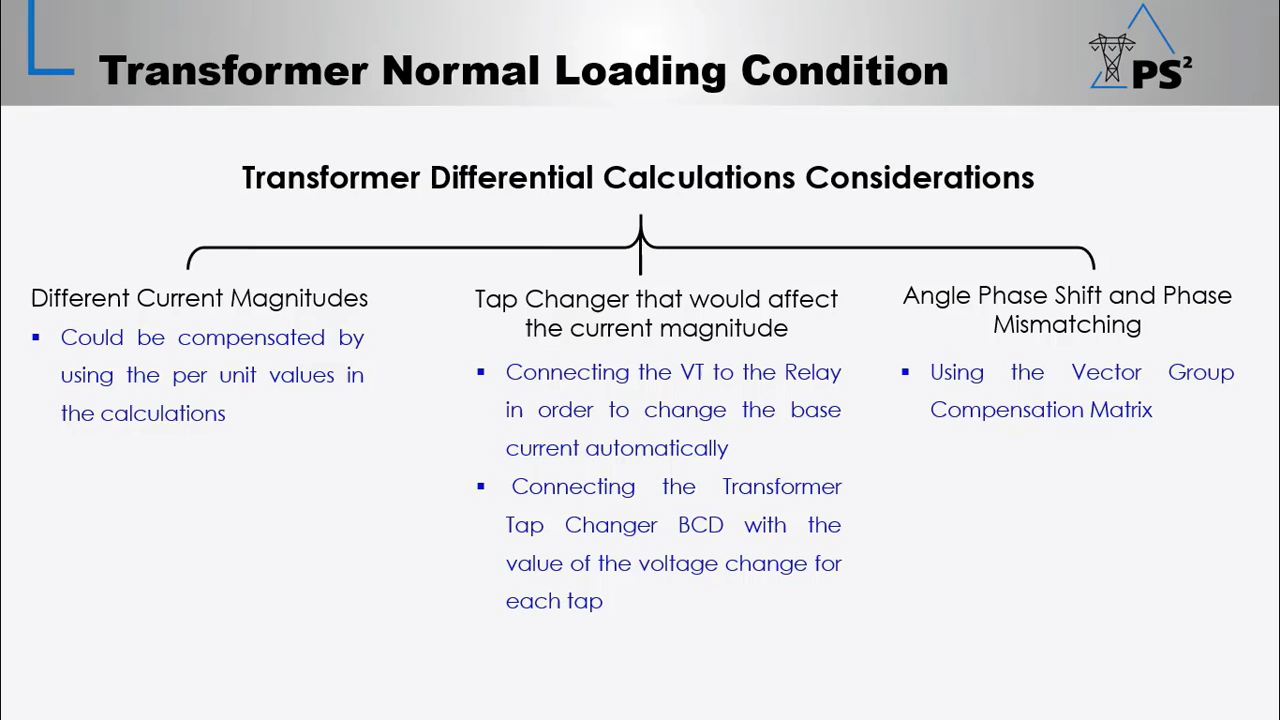 Transformer Normal Loading Condition
PS²
Transformer Differential Calculations Considerations
Different Current Magnitudes
▪ Could be compensated by
using the per unit values in
the calculations
Tap Changer that would affect
the current magnitude
▪ Connecting the VT to the Relay
in order to change the base
current automatically
▪ Connecting the Transformer
Tap Changer BCD with the
value of the voltage change for
each tap
Angle Phase Shift and Phase
Mismatching
▪ Using the Vector Group
Compensation Matrix